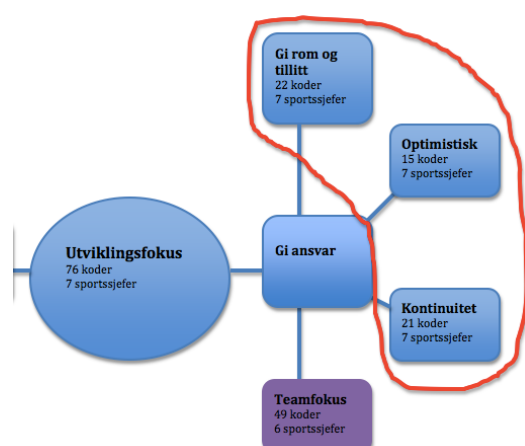 Gi rom og
tillitt
22 koder
7 sportssjefer
Optimistisk
15 koder
7 sportssjefer
Utviklingsfokus
76 koder
7 sportssjefer
Gi ansvar
Kontinuitet
21 koder
7 sportssjefer
Teamfokus
49 koder
6 sportssjefer